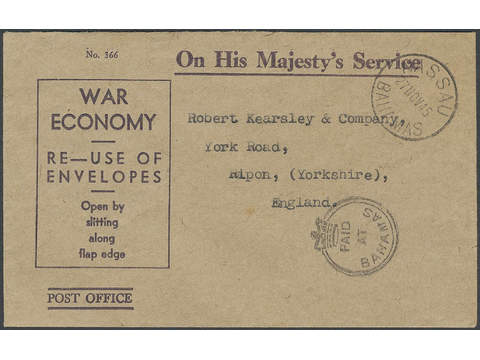 No. 366
On His Majesty's Service
WAR
ECONOMY
RE—USE OF
ENVELOPES
Open by
slitting
along
flap edge
POST OFFICE
NASSAU
BAHAMAS
Robert Kearsley & Company,
York Road,
Ripon, (Yorkshire),
England.
PAID
AT
BAHAMAS